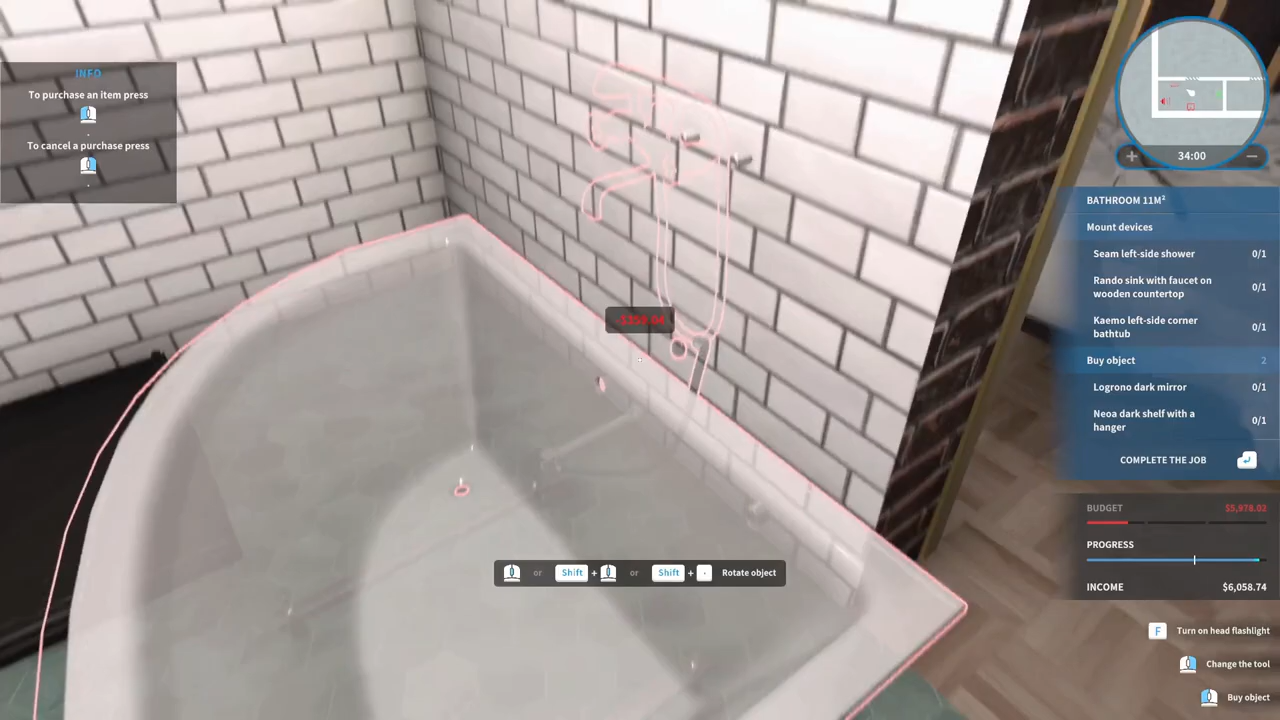 INFO
To purchase an item press
.
To cancel a purchase press
.
34:00
BATHROOM 11M²
Mount devices
Seam left-side shower 0/1
Rando sink with faucet on
wooden countertop 0/1
Kaemo left-side corner
bathtub 0/1
Buy object 2
Logrono dark mirror 0/1
Neoa dark shelf with a
hanger 0/1
COMPLETE THE JOB
BUDGET $5,978.02
PROGRESS
INCOME $6,058.74
or Shift + or Shift + . Rotate object
F Turn on head flashlight
Change the tool
Buy object